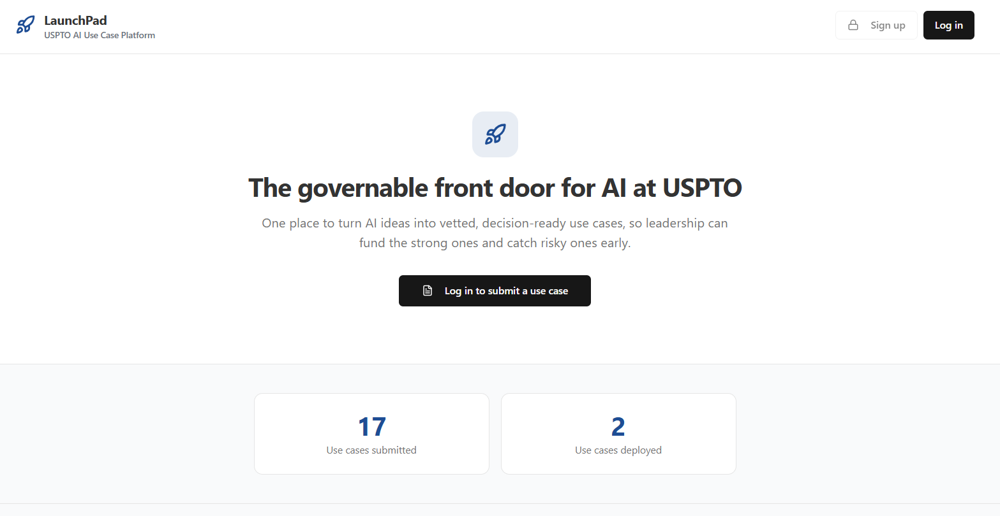 LaunchPad
USPTO AI Use Case Platform
Sign up
Log in
The governable front door for AI at USPTO
One place to turn AI ideas into vetted, decision-ready use cases, so leadership can
fund the strong ones and catch risky ones early.
Log in to submit a use case
17
Use cases submitted
2
Use cases deployed